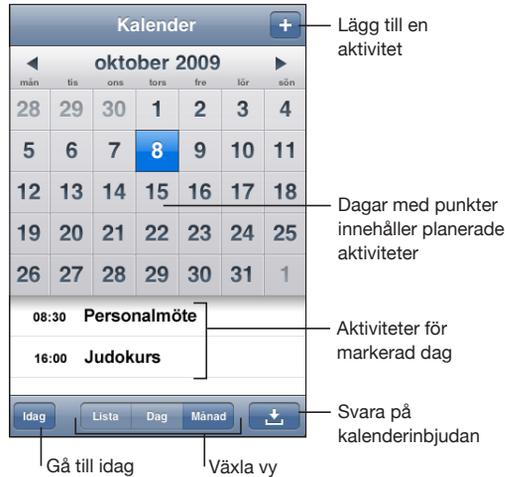 Kalender
+
Lägg till en
aktivitet
oktober 2009
mån tis ons tors fre lör sön
28 29 30 1 2 3 4
5 6 7 8 9 10 11
12 13 14 15 16 17 18
19 20 21 22 23 24 25
26 27 28 29 30 31 1
Dagar med punkter
innehåller planerade
aktiviteter
08:30 Personalmöte
16:00 Judokurs
Aktiviteter för
markerad dag
Idag Lista Dag Månad
Svara på
kalenderinbjudan
Gå till idag
Växla vy